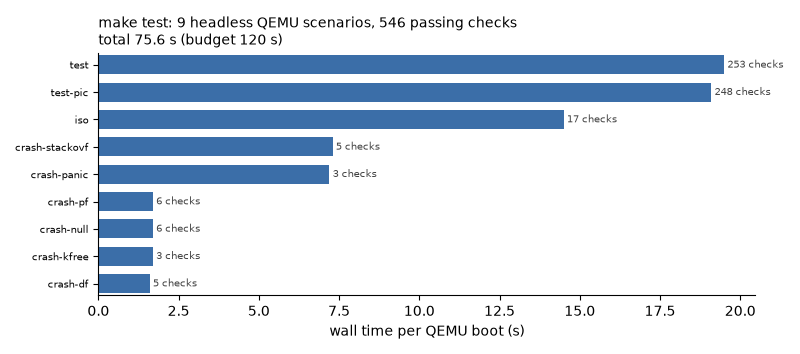 make test: 9 headless QEMU scenarios, 546 passing checks
total 75.6 s (budget 120 s)
test 253 checks
test-pic 248 checks
iso 17 checks
crash-stackovf 5 checks
crash-panic 3 checks
crash-pf 6 checks
crash-null 6 checks
crash-kfree 3 checks
crash-df 5 checks
0.0 2.5 5.0 7.5 10.0 12.5 15.0 17.5 20.0
wall time per QEMU boot (s)